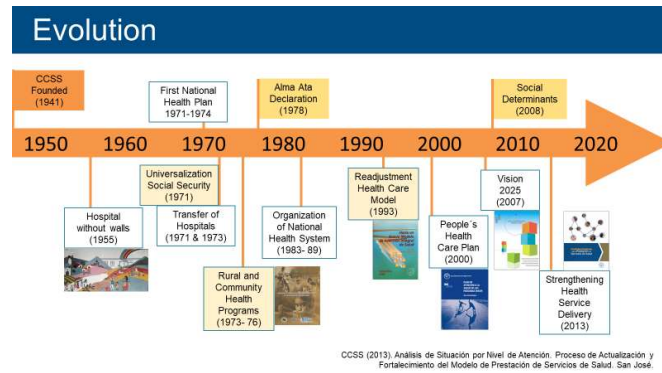 Evolution
CCSS
Founded
(1941)
First National
Health Plan
1971-1974
Alma Ata
Declaration
(1978)
Social
Determinants
(2008)
1950 1960 1970 1980 1990 2000 2010 2020
Universalization
Social Security
(1971)
Hospital
without walls
(1955)
Transfer of
Hospitals
(1971 & 1973)
Rural and
Community
Health
Programs
(1973- 76)
Organization
of National
Health System
(1983- 89)
Readjustment
Health Care
Model
(1993)
People´s
Health
Care Plan
(2000)
Vision
2025
(2007)
Strengthening
Health
Service
Delivery
(2013)
CCSS (2013). Análisis de Situación por Nivel de Atención. Proceso de Actualización y
Fortalecimiento del Modelo de Prestación de Servicios de Salud. San José.